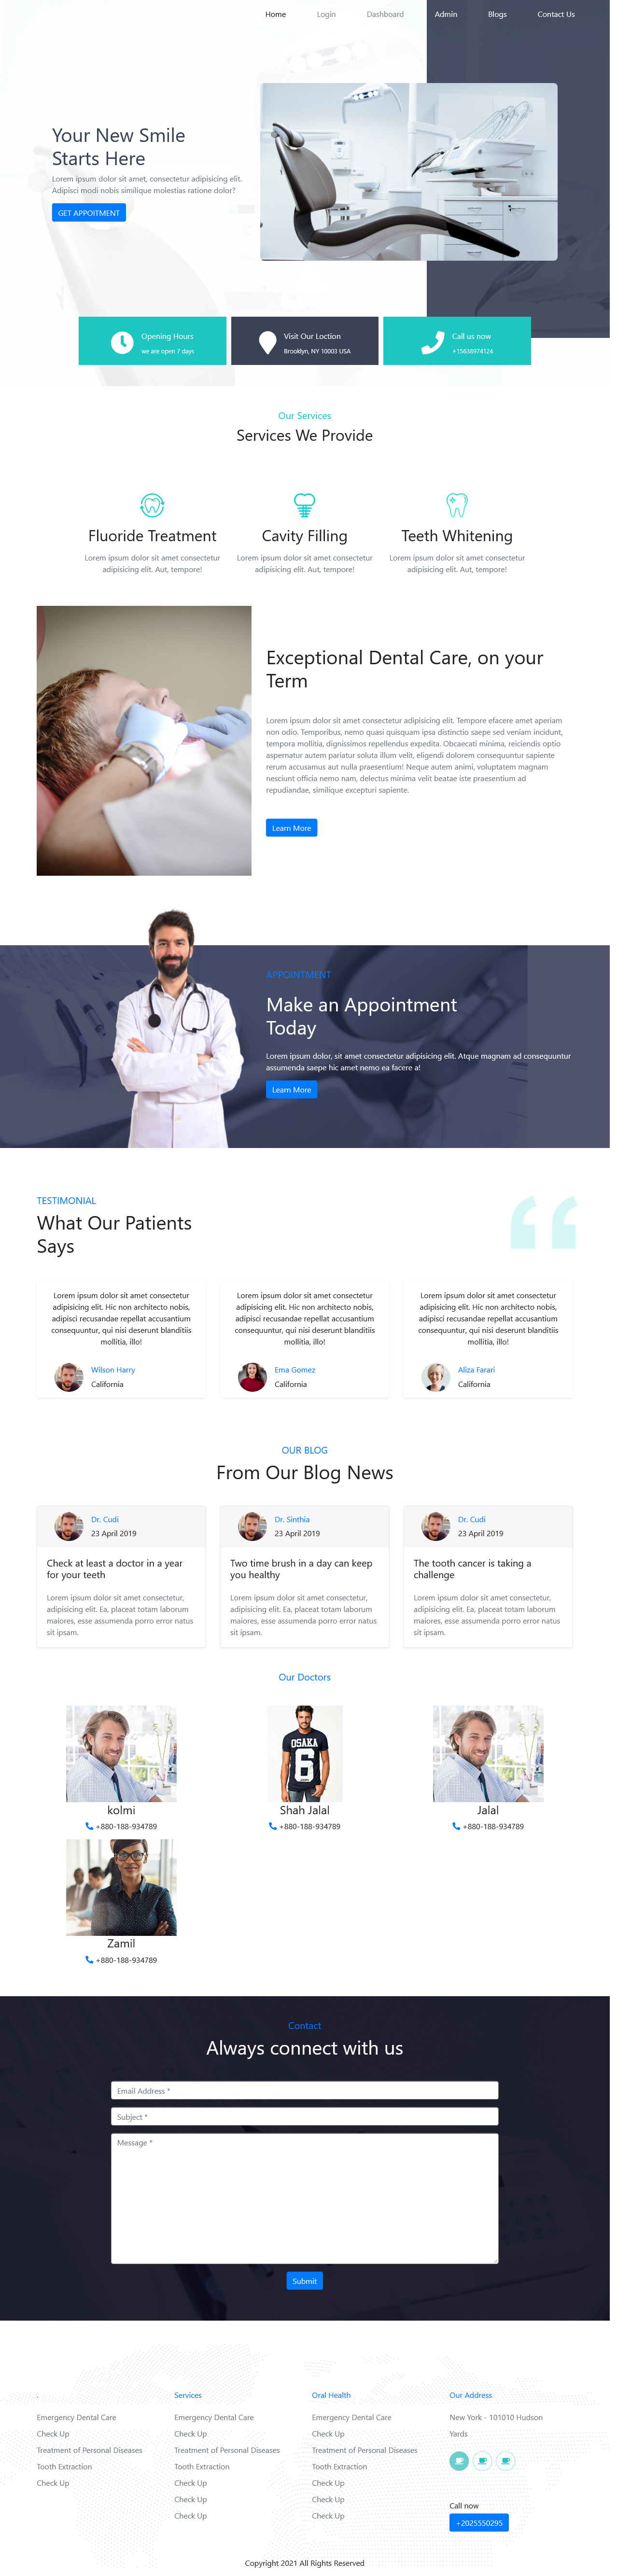 Home Login Dashboard Admin Blogs Contact Us
Your New Smile
Starts Here
Lorem ipsum dolor sit amet, consectetur adipisicing elit.
Adipisci modi nobis similique molestias ratione dolor?
GET APPOITMENT
Opening Hours
we are open 7 days
Visit Our Loction
Brooklyn, NY 10003 USA
Call us now
+15638974124
Our Services
Services We Provide
Fluoride Treatment
Lorem ipsum dolor sit amet consectetur
adipisicing elit. Aut, tempore!
Cavity Filling
Lorem ipsum dolor sit amet consectetur
adipisicing elit. Aut, tempore!
Teeth Whitening
Lorem ipsum dolor sit amet consectetur
adipisicing elit. Aut, tempore!
Exceptional Dental Care, on your
Term
Lorem ipsum dolor sit amet consectetur adipisicing elit. Tempore efacere amet aperiam
non odio. Temporibus, nemo quasi quisquam ipsa distinctio saepe sed veniam incidunt,
tempora mollitia, dignissimos repellendus expedita. Obcaecati minima, reiciendis optio
aspernatur autem pariatur soluta illum velit, eligendi dolorem consequuntur sapiente
rerum accusamus aut nulla praesentium! Neque autem animi, voluptatem magnam
nesciunt officia nemo nam, delectus minima velit beatae iste praesentium ad
repudiandae, similique excepturi sapiente.
Learn More
APPOINTMENT
Make an Appointment
Today
Lorem ipsum dolor, sit amet consectetur adipisicing elit. Atque magnam ad consequuntur
assumenda saepe hic amet nemo ea facere a!
Learn More
TESTIMONIAL
What Our Patients
Says
Lorem ipsum dolor sit amet consectetur
adipisicing elit. Hic non architecto nobis,
adipisci recusandae repellat accusantium
consequuntur, qui nisi deserunt blanditiis
mollitia, illo!
Wilson Harry
California
Lorem ipsum dolor sit amet consectetur
adipisicing elit. Hic non architecto nobis,
adipisci recusandae repellat accusantium
consequuntur, qui nisi deserunt blanditiis
mollitia, illo!
Ema Gomez
California
Lorem ipsum dolor sit amet consectetur
adipisicing elit. Hic non architecto nobis,
adipisci recusandae repellat accusantium
consequuntur, qui nisi deserunt blanditiis
mollitia, illo!
Aliza Farari
California
OUR BLOG
From Our Blog News
Dr. Cudi
23 April 2019
Check at least a doctor in a year
for your teeth
Lorem ipsum dolor sit amet consectetur,
adipisicing elit. Ea, placeat totam laborum
maiores, esse assumenda porro error natus
sit ipsam.
Dr. Sinthia
23 April 2019
Two time brush in a day can keep
you healthy
Lorem ipsum dolor sit amet consectetur,
adipisicing elit. Ea, placeat totam laborum
maiores, esse assumenda porro error natus
sit ipsam.
Dr. Cudi
23 April 2019
The tooth cancer is taking a
challenge
Lorem ipsum dolor sit amet consectetur,
adipisicing elit. Ea, placeat totam laborum
maiores, esse assumenda porro error natus
sit ipsam.
Our Doctors
kolmi
+880-188-934789
OSAKA
6
Shah Jalal
+880-188-934789
Jalal
+880-188-934789
Zamil
+880-188-934789
Contact
Always connect with us
Email Address *
Subject *
Message *
Submit
.
Emergency Dental Care
Check Up
Treatment of Personal Diseases
Tooth Extraction
Check Up
Services
Emergency Dental Care
Check Up
Treatment of Personal Diseases
Tooth Extraction
Check Up
Check Up
Check Up
Oral Health
Emergency Dental Care
Check Up
Treatment of Personal Diseases
Tooth Extraction
Check Up
Check Up
Check Up
Our Address
New York - 101010 Hudson
Yards
Call now
+2025550295
Copyright 2021 All Rights Reserved